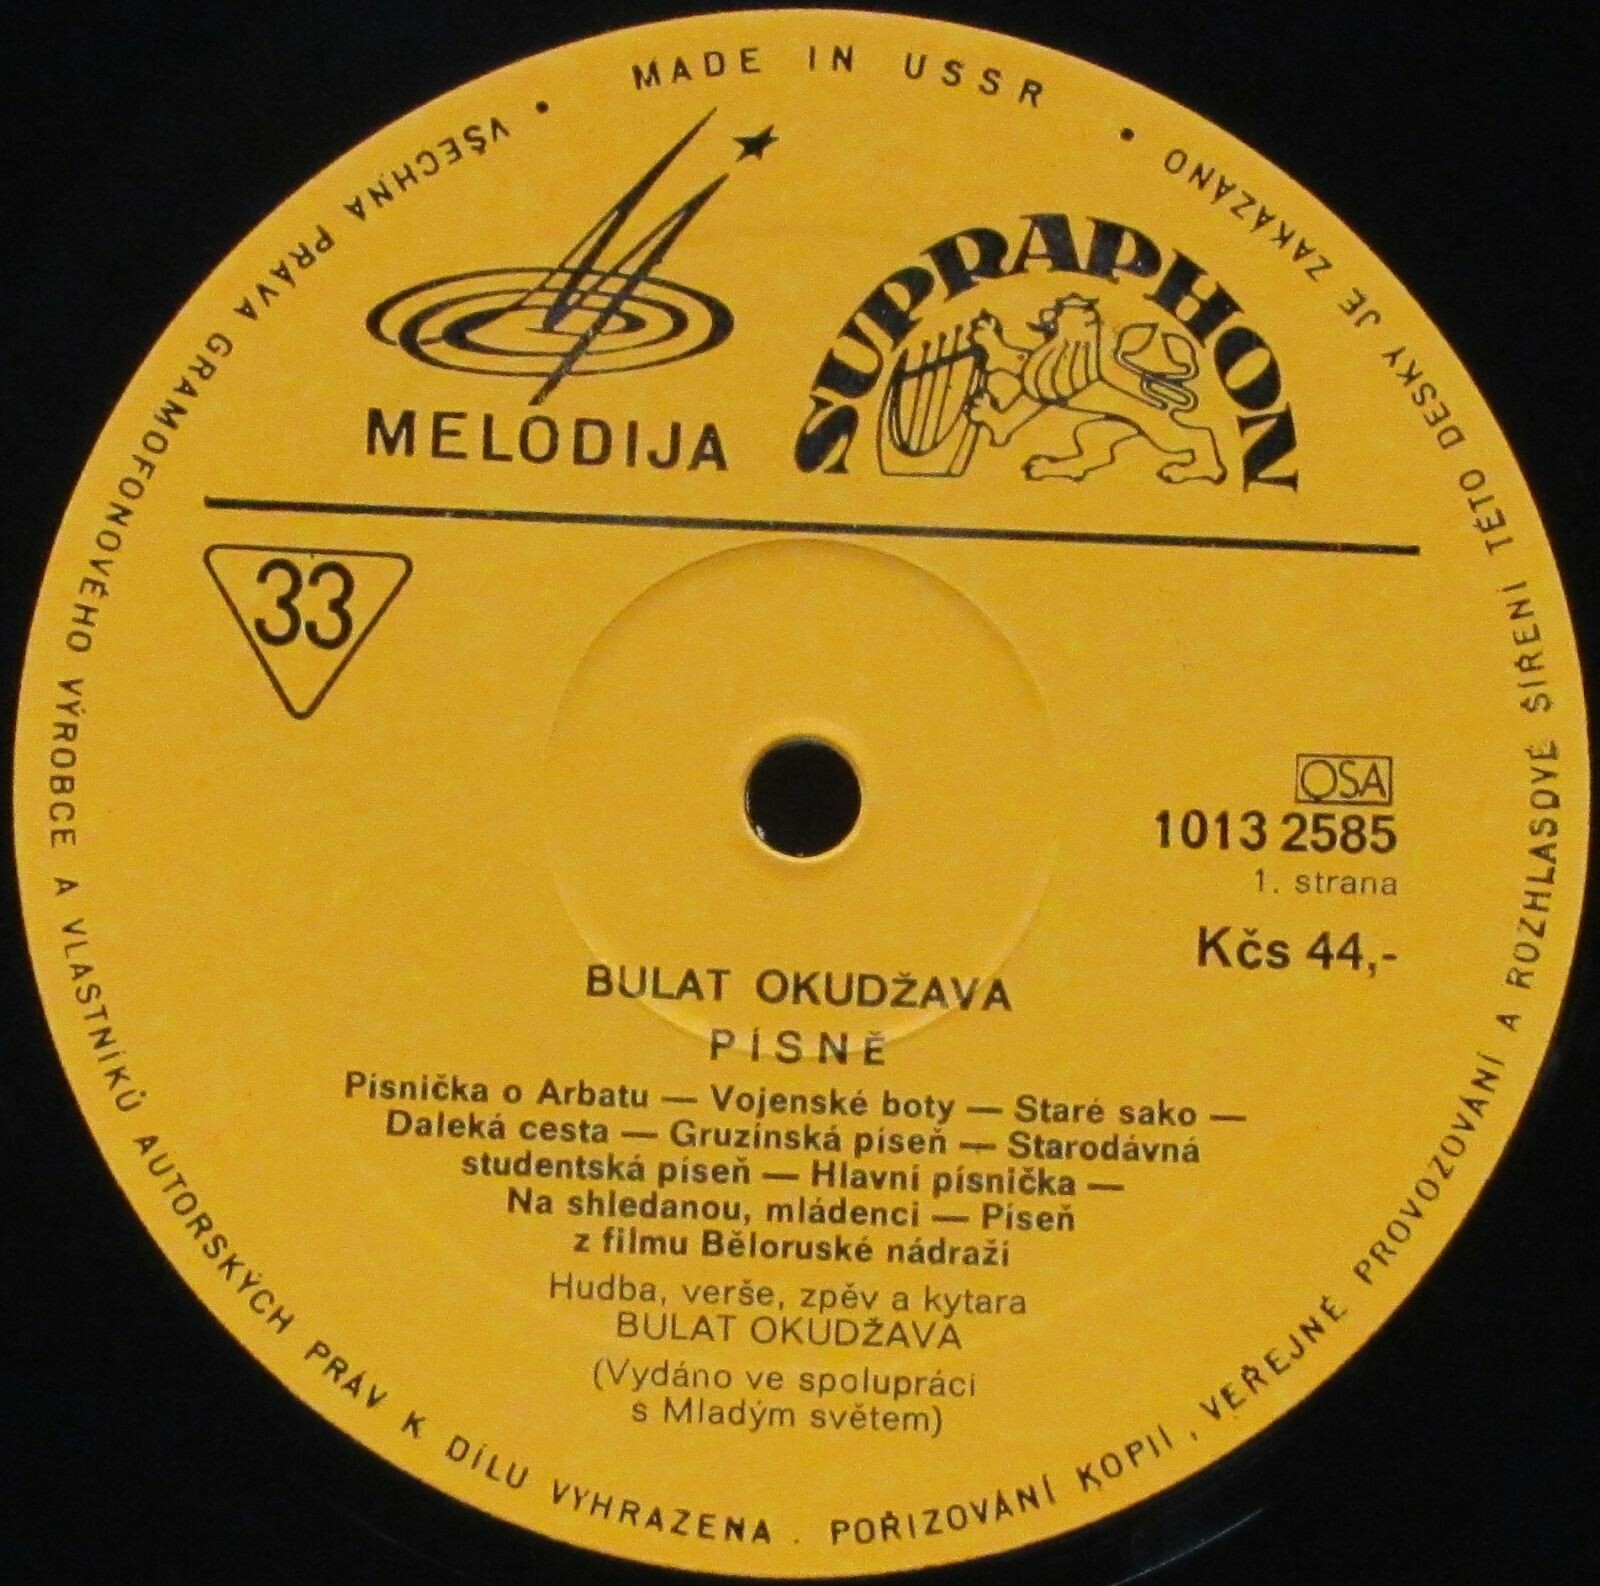 MADE IN USSR
MELODIJA
SUPRAPHON
33
OSA
1013 2585
1. strana
Kčs 44,-
BULAT OKUDŽAVA
PÍSNĚ
Písnička o Arbatu — Vojenské boty — Staré sako —
Daleká cesta — Gruzínská píseň — Starodávná
studentská píseň — Hlavní písnička —
Na shledanou, mládenci — Píseň
z filmu Běloruské nádraží
Hudba, verše, zpěv a kytara
BULAT OKUDŽAVA
(Vydáno ve spolupráci
s Mladým světem)
• VŠECHNA PRÁVA GRAMOFONOVÉHO VÝROBCE A VLASTNÍKŮ AUTORSKÝCH PRÁV K DÍLU VYHRAZENA . POŘIZOVÁNÍ KOPIÍ, VEŘEJNÉ PROVOZOVÁNÍ A ROZHLASOVÉ ŠÍŘENÍ TÉTO DESKY JE ZAKÁZÁNO •